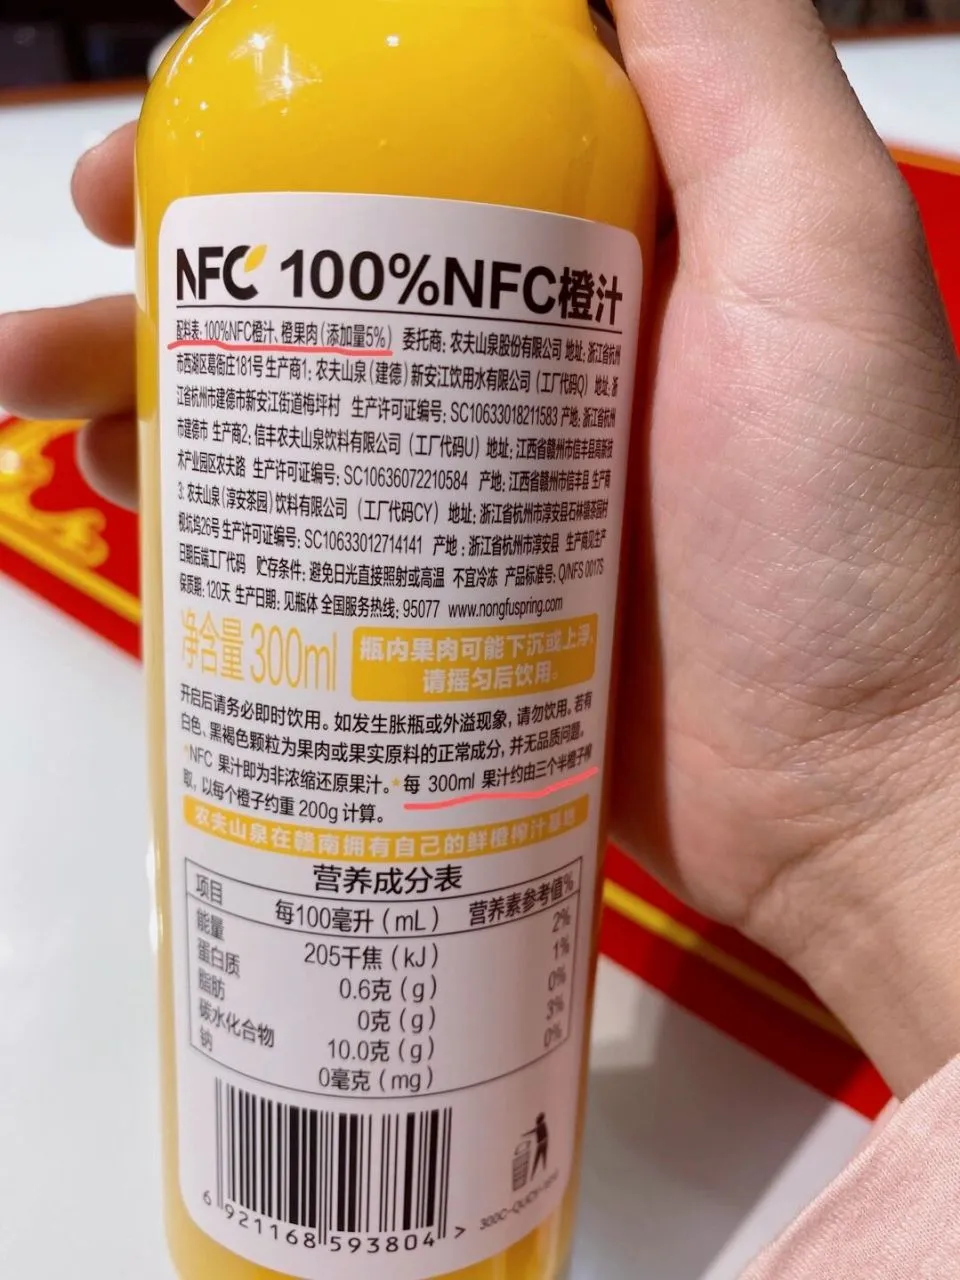 NFC 100%NFC橙汁
配料表: 100%NFC橙汁、橙果肉(添加量5%) 委托商: 农夫山泉股份有限公司 地址: 浙江省杭州
市西湖区葛衙庄181号 生产商1: 农夫山泉(建德)新安江饮用水有限公司(工厂代码Q) 地址: 浙
江省杭州市建德市新安江街道梅坪村 生产许可证编号: SC10633018211583 产地: 浙江省杭州
市建德市 生产商2: 信丰农夫山泉饮料有限公司(工厂代码U) 地址: 江西省赣州市信丰县高新技
术产业园区农夫路 生产许可证编号: SC10636072210584 产地: 江西省赣州市信丰县 生产商
3: 农夫山泉(淳安茶园)饮料有限公司 (工厂代码CY) 地址: 浙江省杭州市淳安县石林镇茶园村
枧坑坞26号 生产许可证编号: SC10633012714141 产地: 浙江省杭州市淳安县 生产商见生产
日期后端工厂代码 贮存条件: 避免日光直接照射或高温 不宜冷冻 产品标准号: Q/NFS 0017S
保质期: 120天 生产日期: 见瓶体 全国服务热线: 95077 www.nongfuspring.com
净含量 300ml
瓶内果肉可能下沉或上浮,
请摇匀后饮用。
开启后请务必即时饮用。如发生胀瓶或外溢现象, 请勿饮用。若有
白色、黑褐色颗粒为果肉或果实原料的正常成分, 并无品质问题。
*NFC 果汁即为非浓缩还原果汁。*每 300ml 果汁约由三个半橙子榨
取, 以每个橙子约重 200g 计算。
农夫山泉在赣南拥有自己的鲜橙榨汁基地
营养成分表
项目 每100毫升(mL) 营养素参考值%
能量 205千焦(kJ) 2%
蛋白质 0.6克(g) 1%
脂肪 0克(g) 0%
碳水化合物 10.0克(g) 3%
钠 0毫克(mg) 0%
6 921168 593804 >